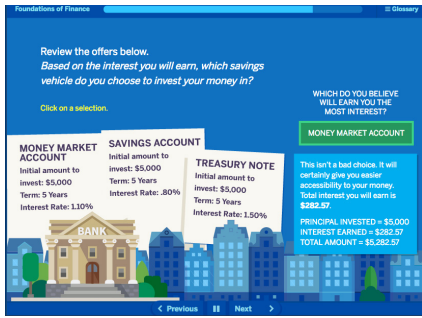 Foundations of Finance
Glossary
Review the offers below.
Based on the interest you will earn, which savings
vehicle do you choose to invest your money in?
Click on a selection.
MONEY MARKET
ACCOUNT
Initial amount to
invest: $5,000
Term: 5 Years
Interest Rate: 1.10%
SAVINGS ACCOUNT
Initial amount to
invest: $5,000
Term: 5 Years
Interest Rate: .80%
TREASURY NOTE
Initial amount to
invest: $5,000
Term: 5 Years
Interest Rate: 1.50%
BANK
WHICH DO YOU BELIEVE
WILL EARN YOU THE
MOST INTEREST?
MONEY MARKET ACCOUNT
This isn't a bad choice. It will
certainly give you easier
accessibility to your money.
Total interest you will earn is
$282.57.
PRINCIPAL INVESTED = $5,000
INTEREST EARNED = $282.57
TOTAL AMOUNT = $5,282.57
Previous
Next